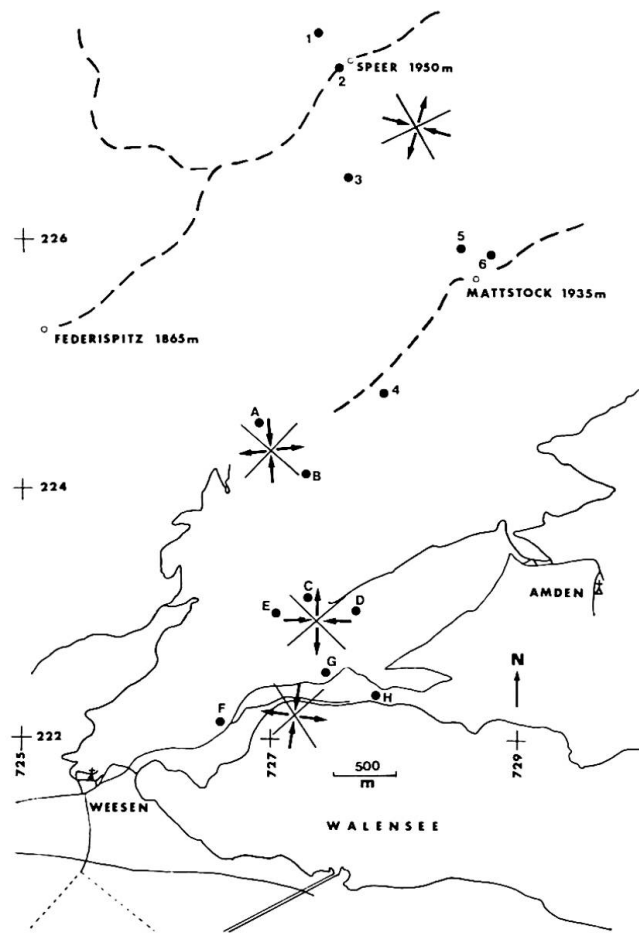 1
2
SPEER 1950m
3
226
5
6
MATTSTOCK 1935m
FEDERISPITZ 1865m
4
A
B
224
C
E
D
AMDEN
G
N
F
H
222
725
727
729
500
m
WEESEN
WALENSEE